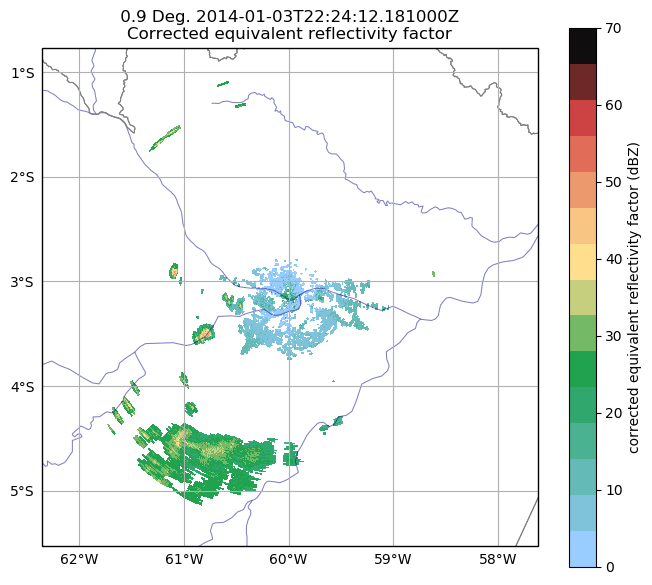 0.9 Deg. 2014-01-03T22:24:12.181000Z
Corrected equivalent reflectivity factor
70
60
50
40
30
20
10
0
corrected equivalent reflectivity factor (dBZ)
1°S
2°S
3°S
4°S
5°S
62°W
61°W
60°W
59°W
58°W